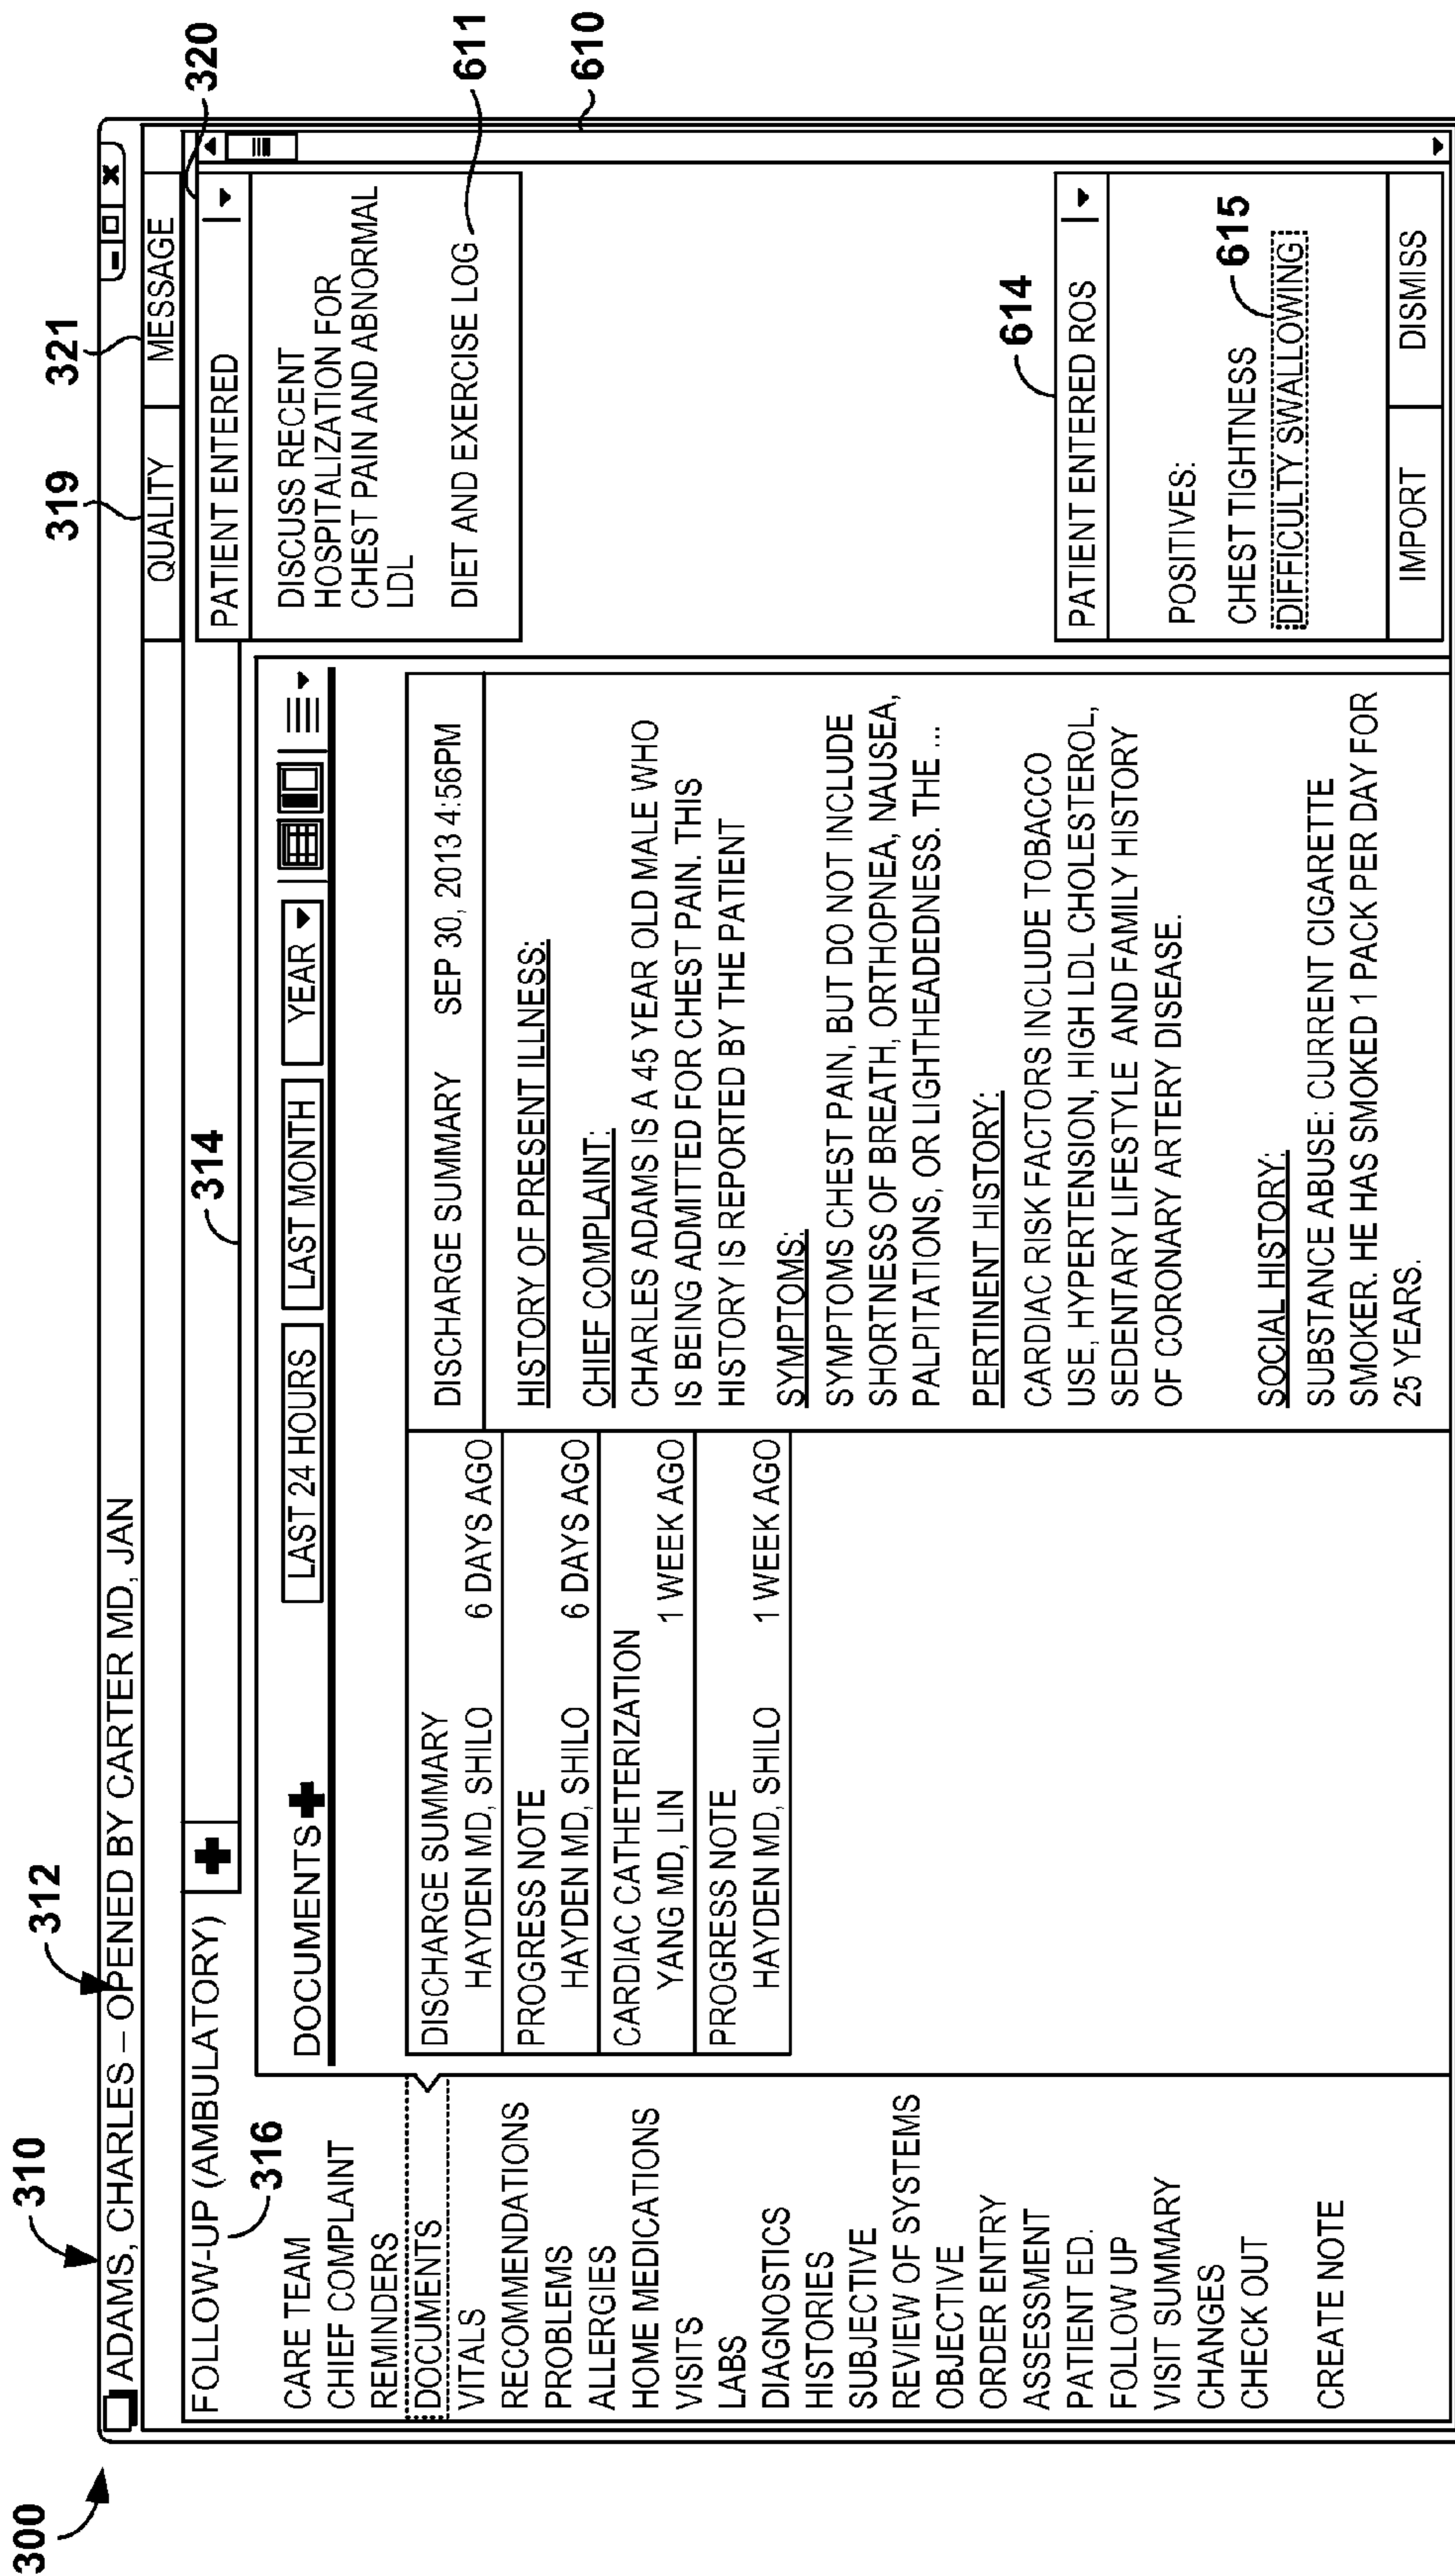 300
310
312
314
319
321
320
611
610
ADAMS, CHARLES – OPENED BY CARTER MD, JAN
FOLLOW-UP (AMBULATORY)
316
QUALITY
MESSAGE
CARE TEAM
CHIEF COMPLAINT
REMINDERS
DOCUMENTS
VITALS
RECOMMENDATIONS
PROBLEMS
ALLERGIES
HOME MEDICATIONS
VISITS
LABS
DIAGNOSTICS
HISTORIES
SUBJECTIVE
REVIEW OF SYSTEMS
OBJECTIVE
ORDER ENTRY
ASSESSMENT
PATIENT ED.
FOLLOW UP
VISIT SUMMARY
CHANGES
CHECK OUT
CREATE NOTE
DOCUMENTS
LAST 24 HOURS
LAST MONTH
YEAR
DISCHARGE SUMMARY
HAYDEN MD, SHILO 6 DAYS AGO
PROGRESS NOTE
HAYDEN MD, SHILO 6 DAYS AGO
CARDIAC CATHETERIZATION
YANG MD, LIN 1 WEEK AGO
PROGRESS NOTE
HAYDEN MD, SHILO 1 WEEK AGO
DISCHARGE SUMMARY SEP 30, 2013 4:56PM
HISTORY OF PRESENT ILLNESS:
CHIEF COMPLAINT:
CHARLES ADAMS IS A 45 YEAR OLD MALE WHO
IS BEING ADMITTED FOR CHEST PAIN. THIS
HISTORY IS REPORTED BY THE PATIENT
SYMPTOMS:
SYMPTOMS CHEST PAIN, BUT DO NOT INCLUDE
SHORTNESS OF BREATH, ORTHOPNEA, NAUSEA,
PALPITATIONS, OR LIGHTHEADEDNESS. THE ...
PERTINENT HISTORY:
CARDIAC RISK FACTORS INCLUDE TOBACCO
USE, HYPERTENSION, HIGH LDL CHOLESTEROL,
SEDENTARY LIFESTYLE AND FAMILY HISTORY
OF CORONARY ARTERY DISEASE.
SOCIAL HISTORY:
SUBSTANCE ABUSE: CURRENT CIGARETTE
SMOKER. HE HAS SMOKED 1 PACK PER DAY FOR
25 YEARS.
PATIENT ENTERED
DISCUSS RECENT
HOSPITALIZATION FOR
CHEST PAIN AND ABNORMAL
LDL
DIET AND EXERCISE LOG
614
PATIENT ENTERED ROS
POSITIVES:
CHEST TIGHTNESS
615
DIFFICULTY SWALLOWING
IMPORT
DISMISS